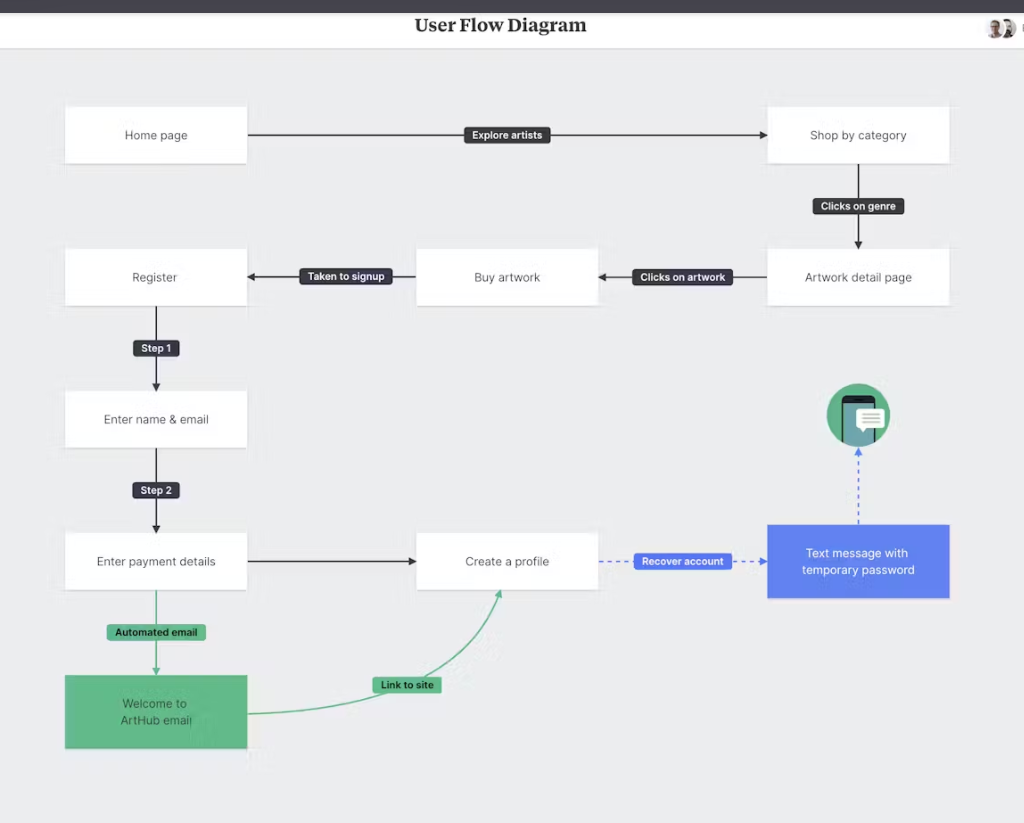 User Flow Diagram
Home page
Explore artists
Shop by category
Clicks on genre
Register
Taken to signup
Buy artwork
Clicks on artwork
Artwork detail page
Step 1
Enter name & email
Step 2
Enter payment details
Create a profile
Recover account
Text message with
temporary password
Automated email
Link to site
Welcome to
ArtHub email